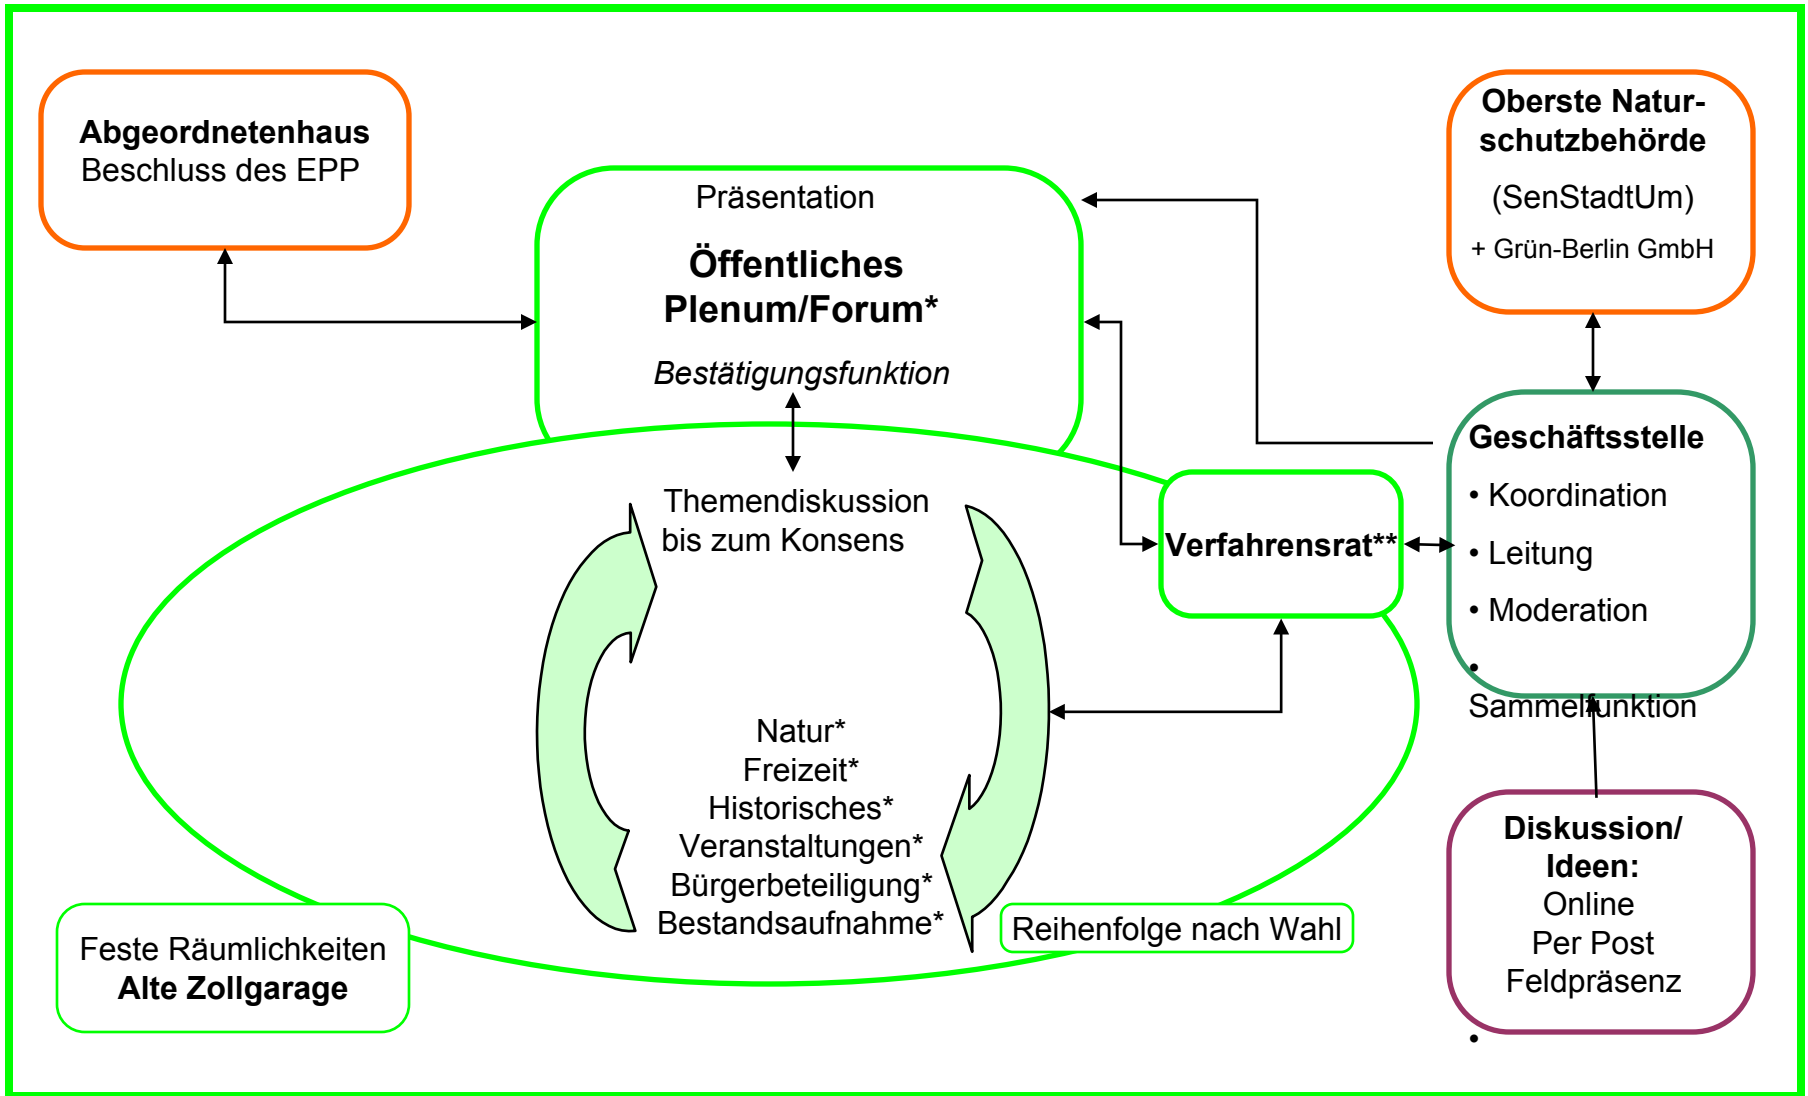 Abgeordnetenhaus
Beschluss des EPP
Präsentation
Öffentliches
Plenum/Forum*
Bestätigungsfunktion
Oberste Natur-
schutzbehörde
(SenStadtUm)
+ Grün-Berlin GmbH
Themendiskussion
bis zum Konsens
Verfahrensrat**
Geschäftsstelle
• Koordination
• Leitung
• Moderation
•
Sammelfunktion
Natur*
Freizeit*
Historisches*
Veranstaltungen*
Bürgerbeteiligung*
Bestandsaufnahme*
Reihenfolge nach Wahl
Feste Räumlichkeiten
Alte Zollgarage
Diskussion/
Ideen:
Online
Per Post
Feldpräsenz
•